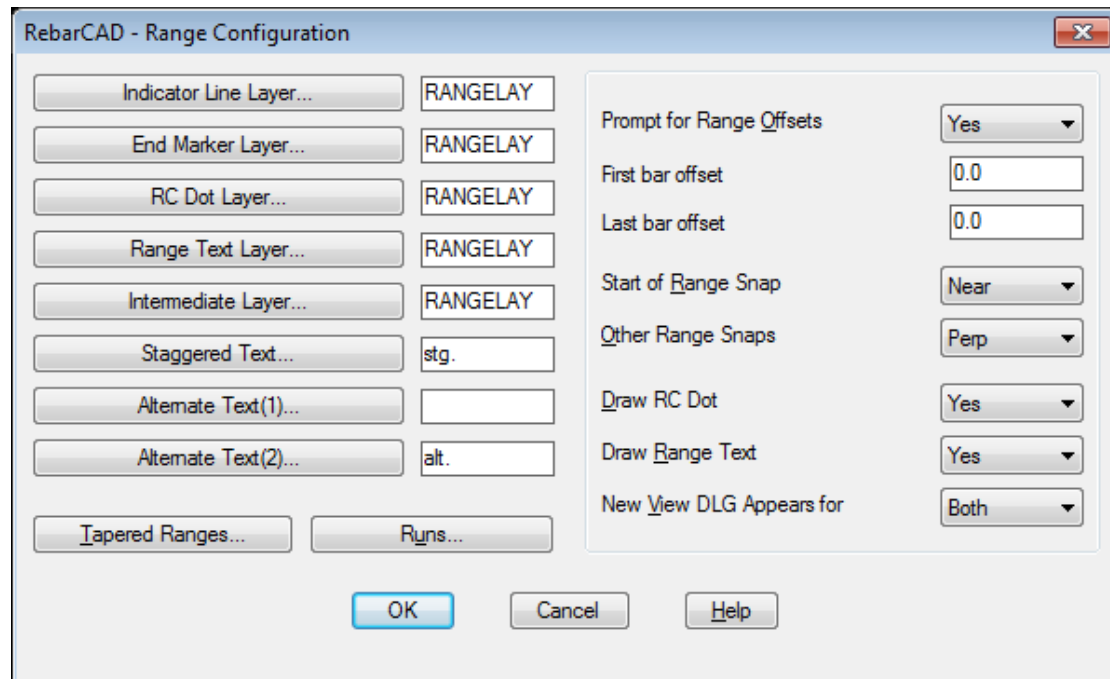 RebarCAD - Range Configuration
Indicator Line Layer... RANGELAY
End Marker Layer... RANGELAY
RC Dot Layer... RANGELAY
Range Text Layer... RANGELAY
Intermediate Layer... RANGELAY
Staggered Text... stg.
Alternate Text(1)...
Alternate Text(2)... alt.
Tapered Ranges... Runs...
Prompt for Range Offsets Yes
First bar offset 0.0
Last bar offset 0.0
Start of Range Snap Near
Other Range Snaps Perp
Draw RC Dot Yes
Draw Range Text Yes
New View DLG Appears for Both
OK Cancel Help